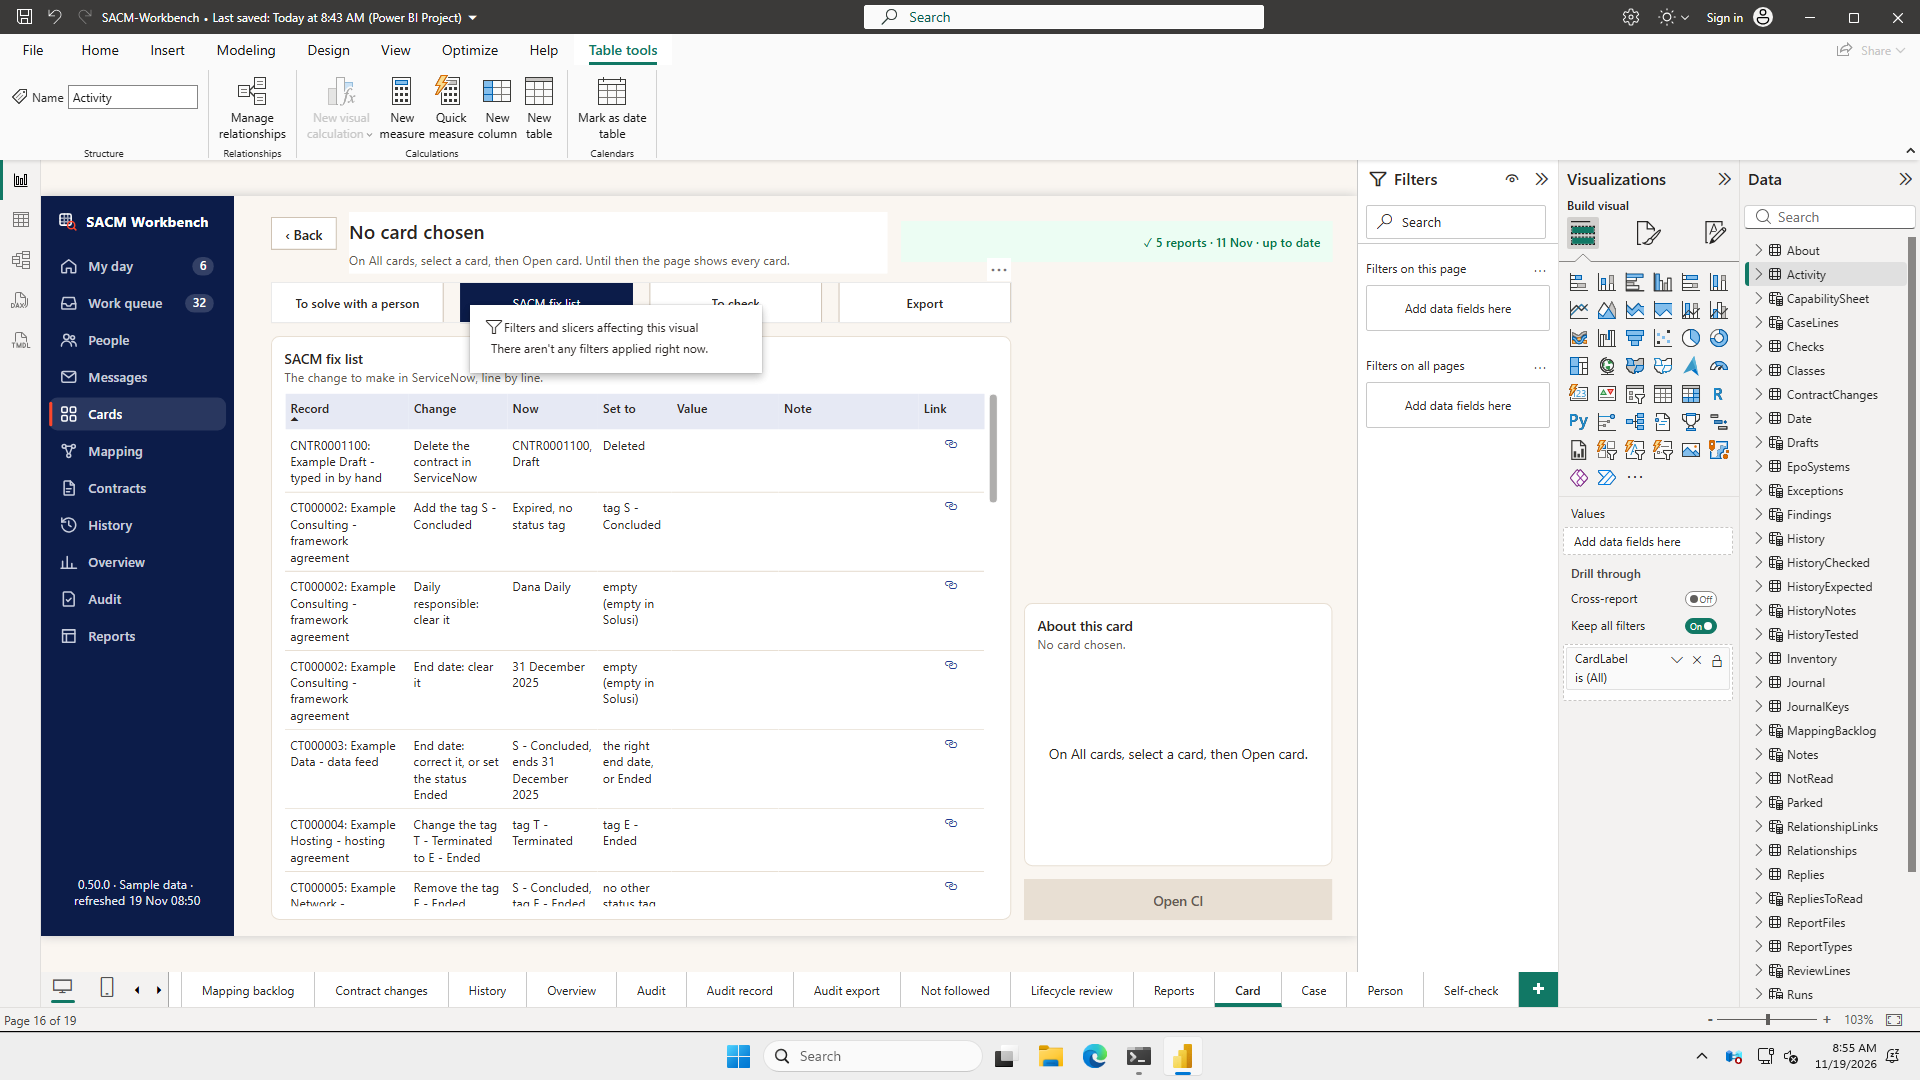 SACM-Workbench • Last saved: Today at 8:43 AM (Power BI Project)
Search
Sign in
File
Home
Insert
Modeling
Design
View
Optimize
Help
Table tools
Share
Name
Activity
Structure
Manage relationships
Relationships
New visual calculation
New measure
Quick measure
New column
New table
Calculations
Mark as date table
Calendars
SACM Workbench
My day
6
Work queue
32
People
Messages
Cards
Mapping
Contracts
History
Overview
Audit
Reports
0.50.0 · Sample data ·
refreshed 19 Nov 08:50
‹ Back
No card chosen
On All cards, select a card, then Open card. Until then the page shows every card.
✓ 5 reports · 11 Nov · up to date
To solve with a person
SACM fix list
To check
Export
Filters and slicers affecting this visual
There aren't any filters applied right now.
SACM fix list
The change to make in ServiceNow, line by line.
Record
Change
Now
Set to
Value
Note
Link
CNTR0001100: Example Draft - typed in by hand
Delete the contract in ServiceNow
CNTR0001100, Draft
Deleted
CT000002: Example Consulting - framework agreement
Add the tag S - Concluded
Expired, no status tag
tag S - Concluded
CT000002: Example Consulting - framework agreement
Daily responsible: clear it
Dana Daily
empty (empty in Solusi)
CT000002: Example Consulting - framework agreement
End date: clear it
31 December 2025
empty (empty in Solusi)
CT000003: Example Data - data feed
End date: correct it, or set the status Ended
S - Concluded, ends 31 December 2025
the right end date, or Ended
CT000004: Example Hosting - hosting agreement
Change the tag T - Terminated to E - Ended
tag T - Terminated
tag E - Ended
CT000005: Example Network -
Remove the tag E - Ended
S - Concluded, tag E - Ended
no other status tag
About this card
No card chosen.
On All cards, select a card, then Open card.
Open CI
Filters
Search
Filters on this page
Add data fields here
Filters on all pages
Add data fields here
Visualizations
Build visual
Values
Add data fields here
Drill through
Cross-report
Off
Keep all filters
On
CardLabel
is (All)
Data
Search
About
Activity
CapabilitySheet
CaseLines
Checks
Classes
ContractChanges
Date
Drafts
EpoSystems
Exceptions
Findings
History
HistoryChecked
HistoryExpected
HistoryNotes
HistoryTested
Inventory
Journal
JournalKeys
MappingBacklog
Notes
NotRead
Parked
RelationshipLinks
Relationships
Replies
RepliesToRead
ReportFiles
ReportTypes
ReviewLines
Runs
Mapping backlog
Contract changes
History
Overview
Audit
Audit record
Audit export
Not followed
Lifecycle review
Reports
Card
Case
Person
Self-check
Page 16 of 19
103%
Search
8:55 AM
11/19/2026